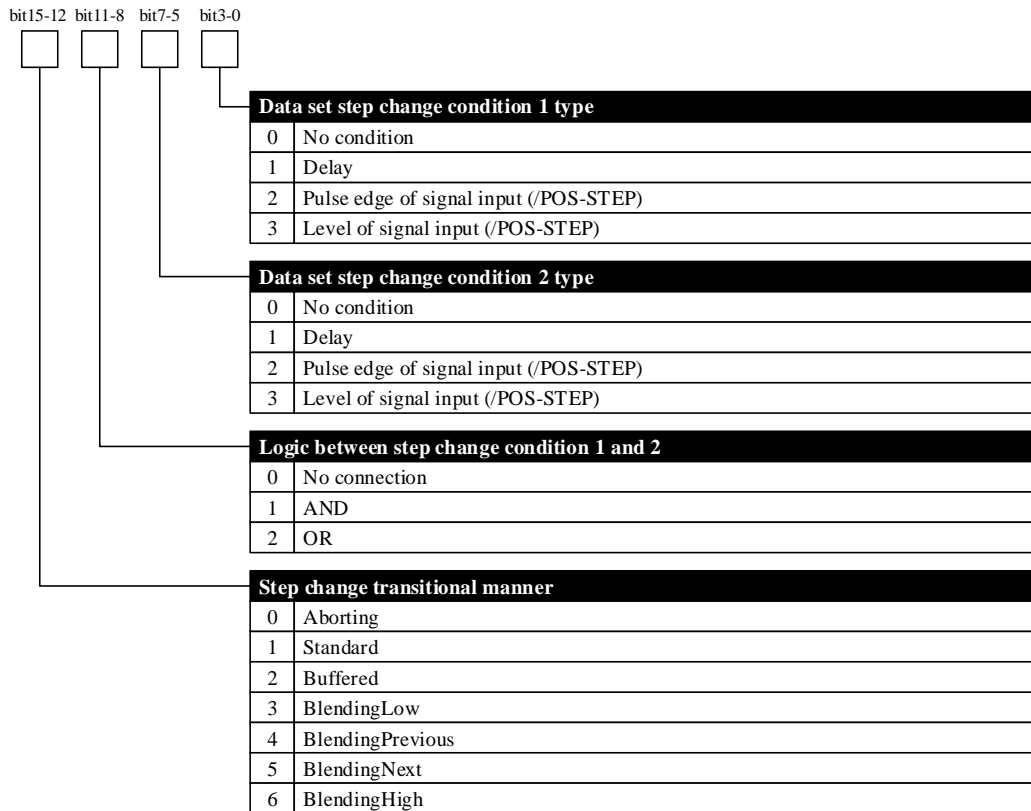 bit15-12 bit11-8 bit7-5 bit3-0
Data set step change condition 1 type
0 No condition
1 Delay
2 Pulse edge of signal input (/POS-STEP)
3 Level of signal input (/POS-STEP)
Data set step change condition 2 type
0 No condition
1 Delay
2 Pulse edge of signal input (/POS-STEP)
3 Level of signal input (/POS-STEP)
Logic between step change condition 1 and 2
0 No connection
1 AND
2 OR
Step change transitional manner
0 Aborting
1 Standard
2 Buffered
3 BlendingLow
4 BlendingPrevious
5 BlendingNext
6 BlendingHigh